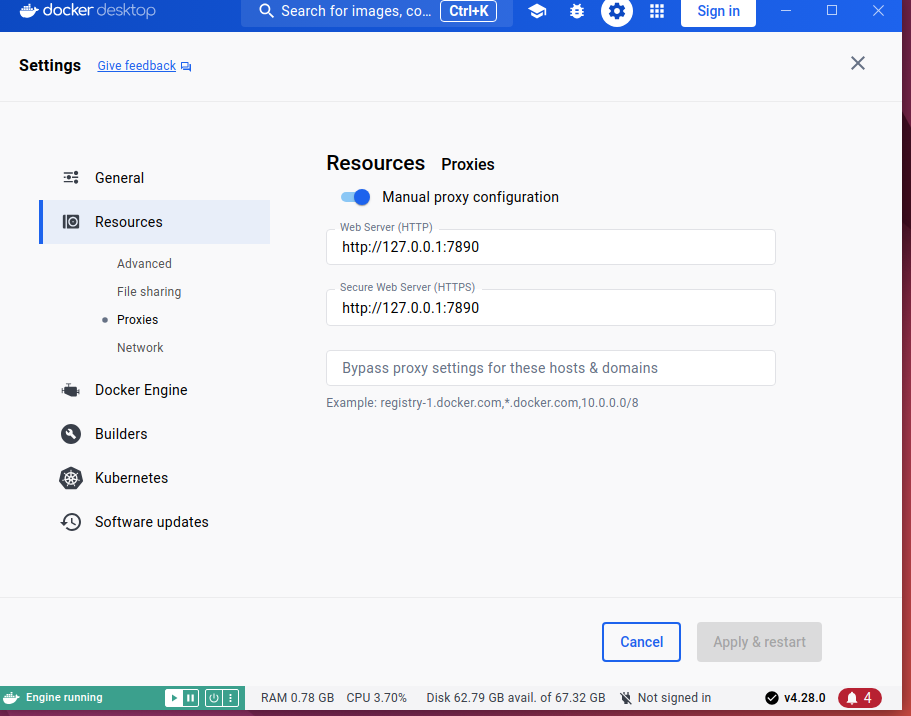 docker desktop
Search for images, co... Ctrl+K
Sign in
Settings Give feedback
General
Resources
Advanced
File sharing
Proxies
Network
Docker Engine
Builders
Kubernetes
Software updates
Resources Proxies
Manual proxy configuration
Web Server (HTTP)
http://127.0.0.1:7890
Secure Web Server (HTTPS)
http://127.0.0.1:7890
Bypass proxy settings for these hosts & domains
Example: registry-1.docker.com,*.docker.com,10.0.0.0/8
Cancel Apply & restart
Engine running RAM 0.78 GB CPU 3.70% Disk 62.79 GB avail. of 67.32 GB Not signed in v4.28.0 4